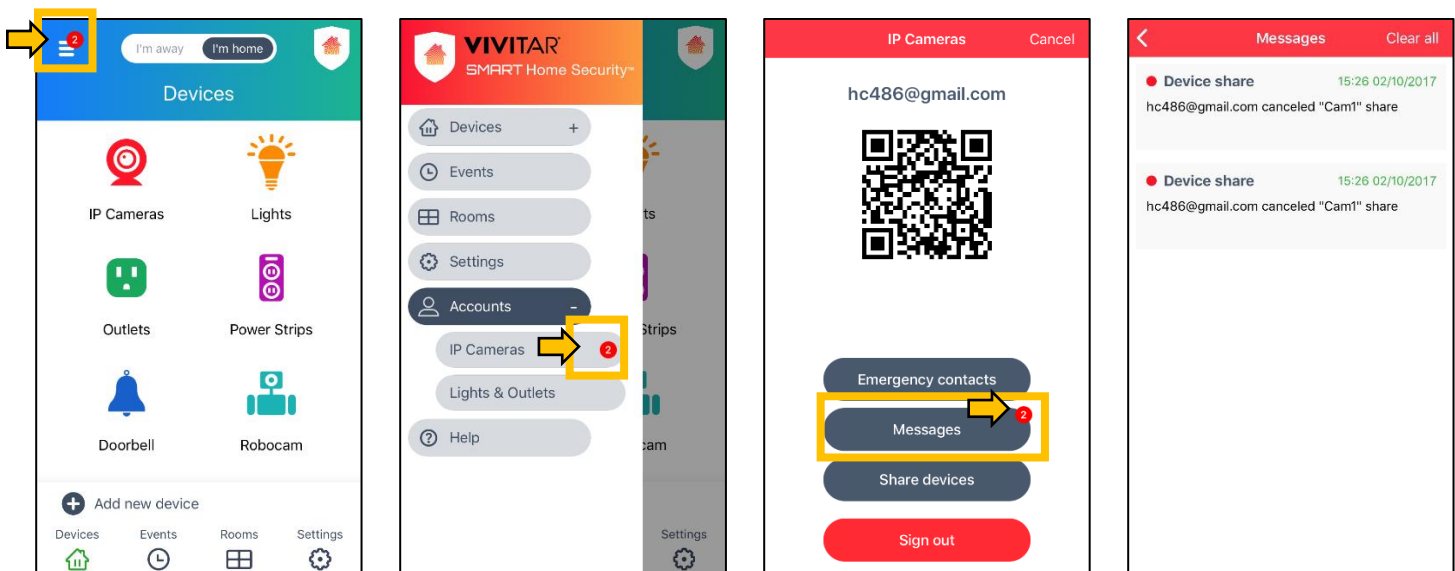 2
I'm away
I'm home
Devices
IP Cameras
Lights
Outlets
Power Strips
Doorbell
Robocam
Add new device
Devices
Events
Rooms
Settings
VIVITAR
SMART Home Security™
Devices +
Events
Rooms
Settings
Accounts -
IP Cameras 2
Lights & Outlets
Help
ts
Strips
cam
Settings
IP Cameras
Cancel
hc486@gmail.com
Emergency contacts
2
Messages
Share devices
Sign out
Messages
Clear all
Device share 15:26 02/10/2017
hc486@gmail.com canceled "Cam1" share
Device share 15:26 02/10/2017
hc486@gmail.com canceled "Cam1" share